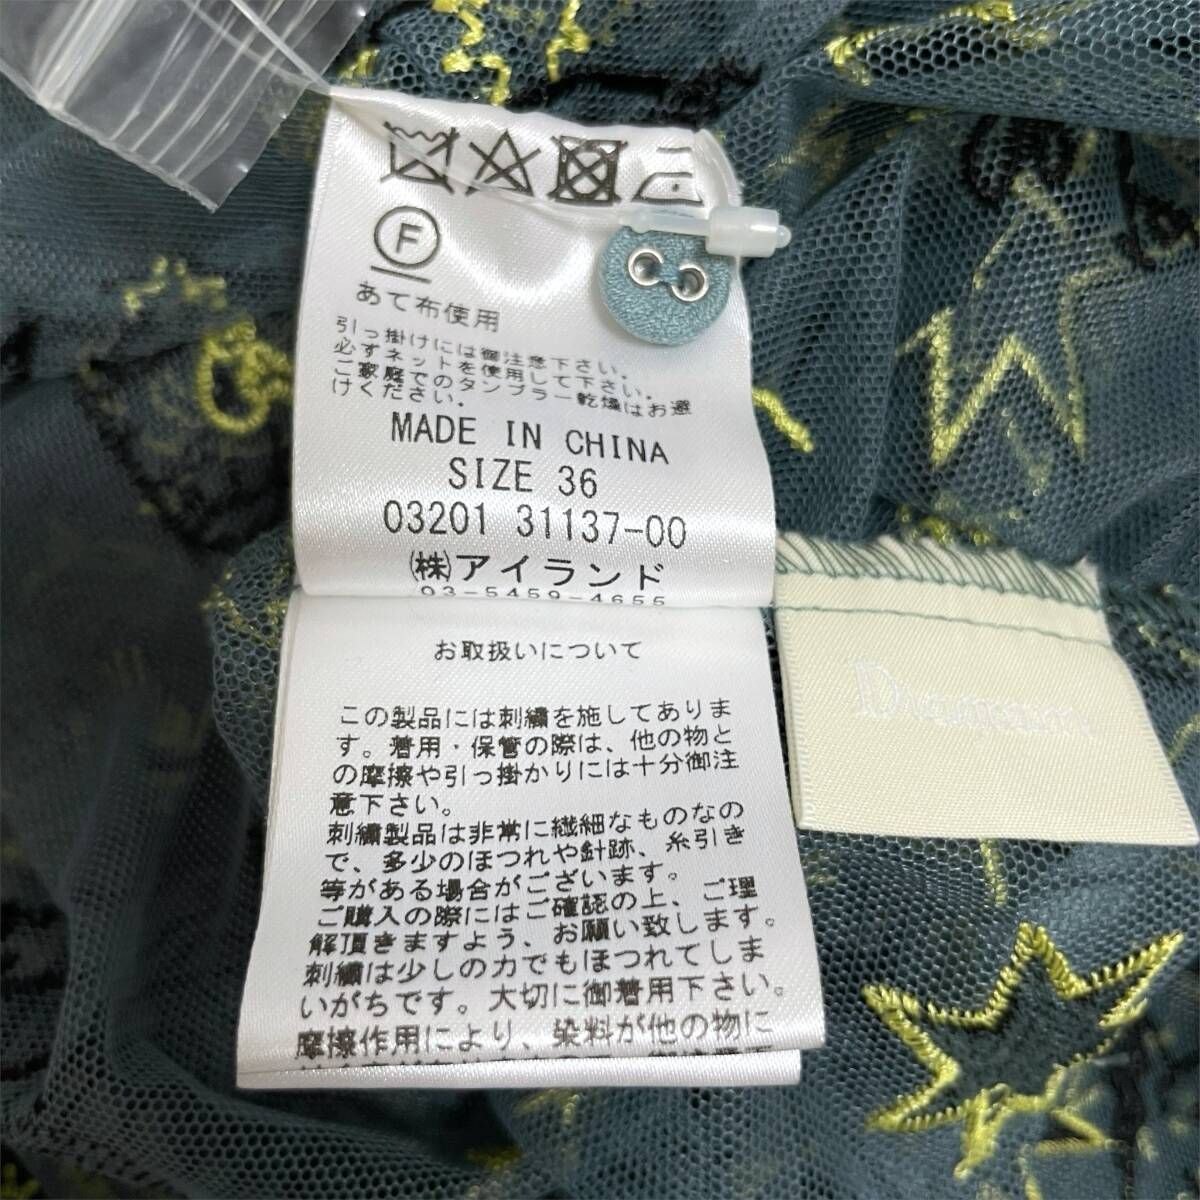 F
あて布使用
引っ掛けには御注意下さい。
必ずネットを使用して下さい。
ご家庭でのタンブラー乾燥はお避
けください。
MADE IN CHINA
SIZE 36
03201 31137-00
㈱アイランド
03-5459-4655
お取扱いについて
この製品には刺繍を施してありま
す。着用・保管の際は、他の物と
の摩擦や引っ掛かりには十分御注
意下さい。
刺繍製品は非常に繊細なものなの
で、多少のほつれや針跡、糸引き
等がある場合がございます。
ご購入の際にはご確認の上、ご理
解頂きますよう、お願い致します。
刺繍は少しの力でもほつれてしま
いがちです。大切に御着用下さい。
摩擦作用により、染料が他の物に